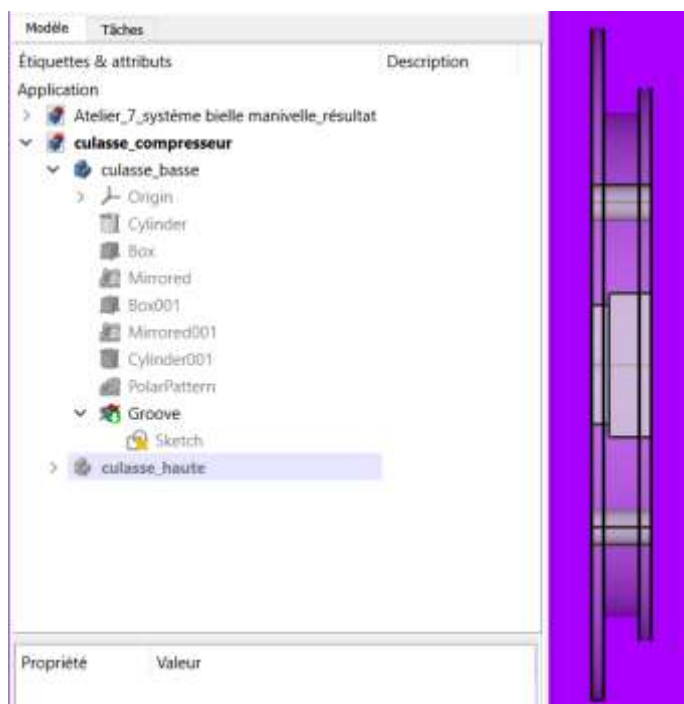 Modèle Tâches
Étiquettes & attributs Description
Application
Atelier_7_système bielle manivelle_résultat
culasse_compresseur
culasse_basse
Origin
Cylinder
Box
Mirrored
Box001
Mirrored001
Cylinder001
PolarPattern
Groove
Sketch
culasse_haute
Propriété Valeur